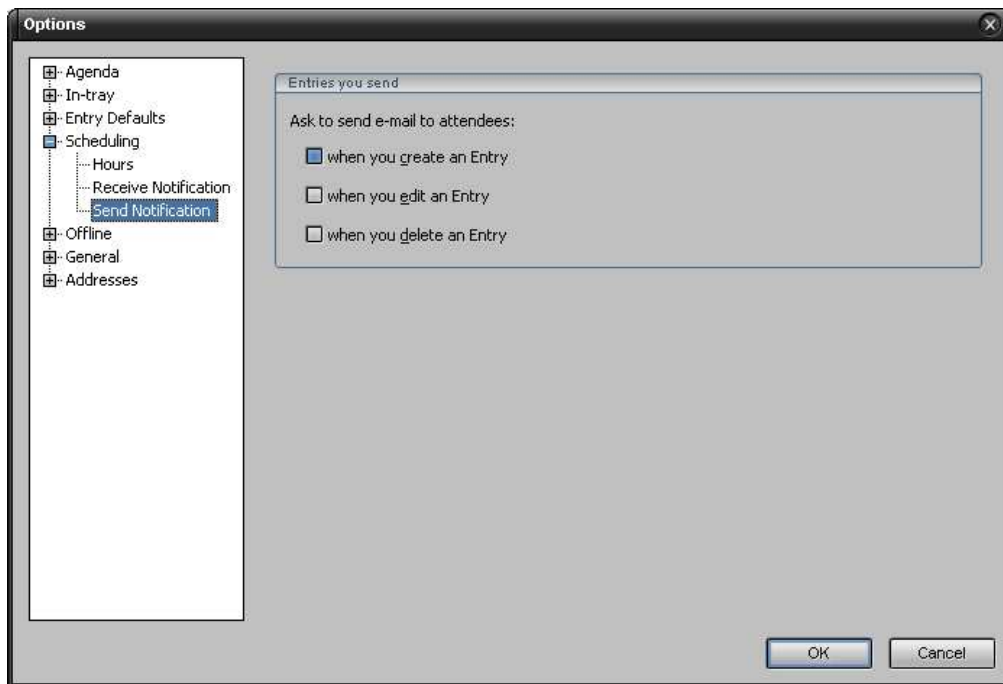 Options
Agenda
In-tray
Entry Defaults
Scheduling
Hours
Receive Notification
Send Notification
Offline
General
Addresses
Entries you send
Ask to send e-mail to attendees:
when you create an Entry
when you edit an Entry
when you delete an Entry
OK
Cancel